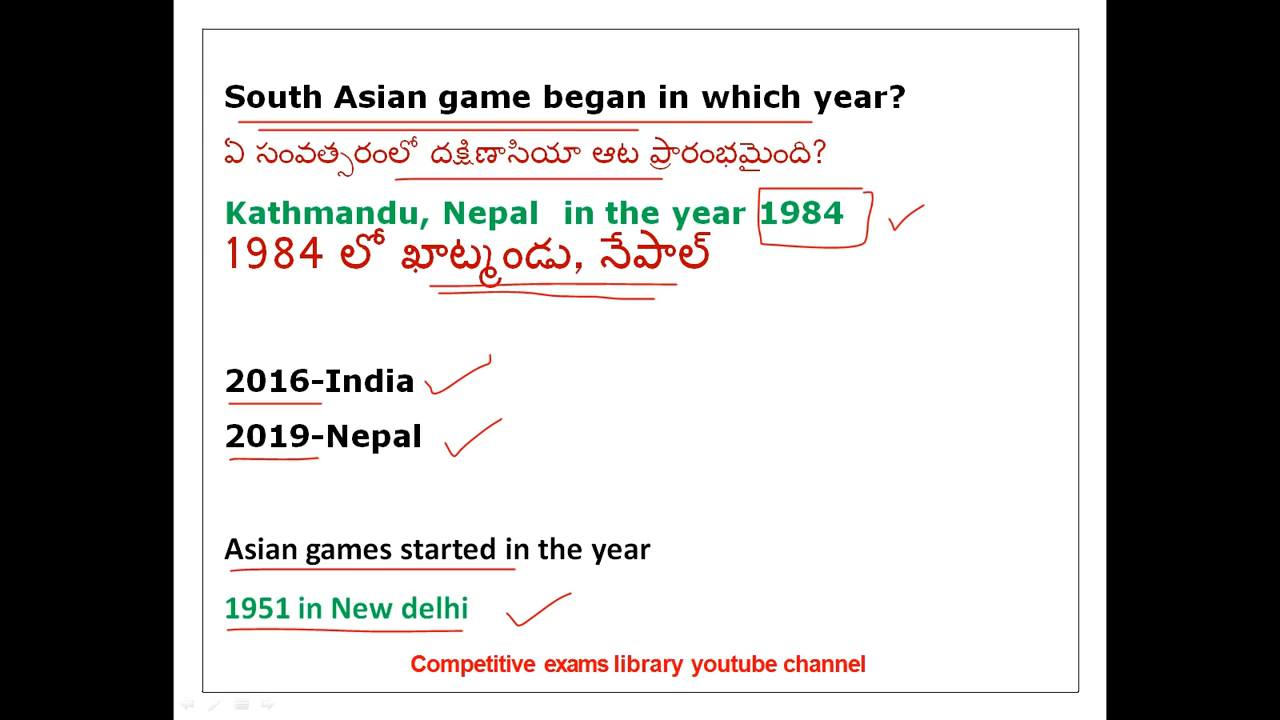 South Asian game began in which year?
ఏ సంవత్సరంలో దక్షిణాసియా ఆట ప్రారంభమైంది?
Kathmandu, Nepal in the year 1984
1984 లో ఖాట్మండు, నేపాల్
2016-India
2019-Nepal
Asian games started in the year
1951 in New delhi
Competitive exams library youtube channel